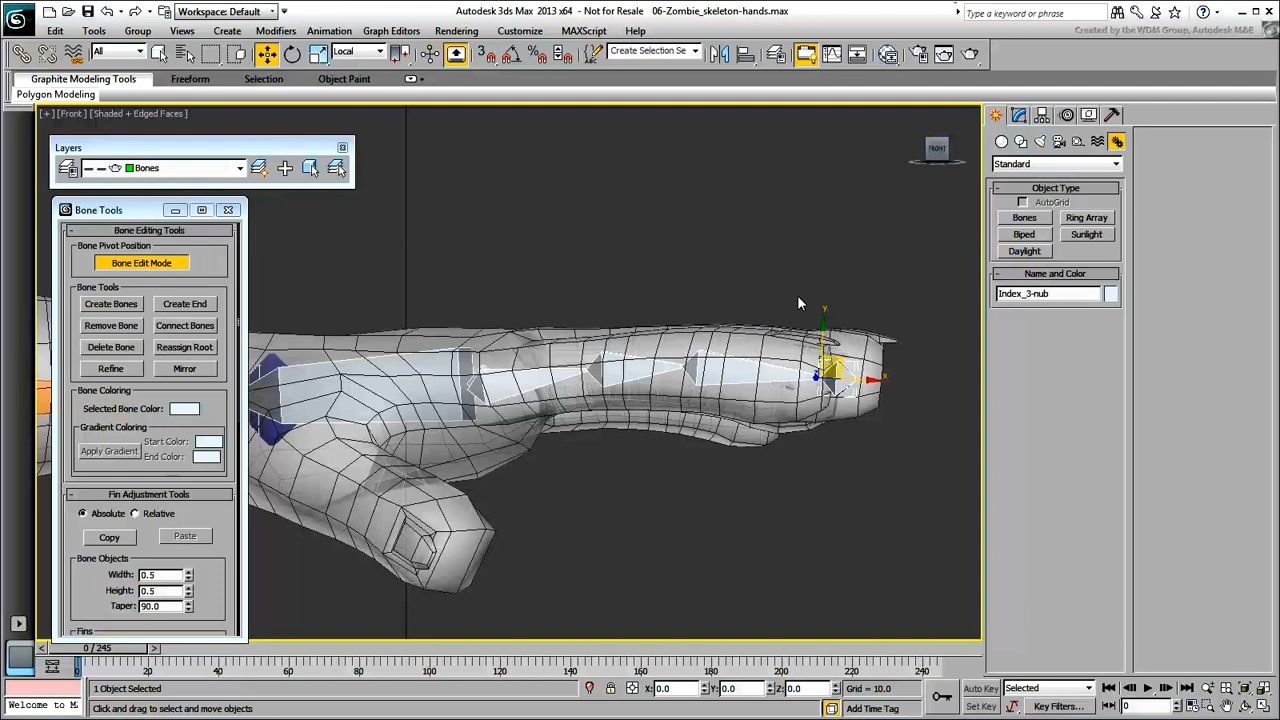 Workspace: Default
Autodesk 3ds Max 2013 x64 - Not for Resale 06-Zombie_skeleton-hands.max
Type a keyword or phrase
Created by the WDM Group, Autodesk M&E
Edit Tools Group Views Create Modifiers Animation Graph Editors Rendering Customize MAXScript Help
All Local 3 Create Selection Se
Graphite Modeling Tools Freeform Selection Object Paint
Polygon Modeling
[+] [Front] [Shaded + Edged Faces]
Layers
Bones
FRONT
Standard
Object Type
AutoGrid
Bones Ring Array
Biped Sunlight
Daylight
Name and Color
Index_3-nub
Bone Tools
Bone Editing Tools
Bone Pivot Position
Bone Edit Mode
Bone Tools
Create Bones Create End
Remove Bone Connect Bones
Delete Bone Reassign Root
Refine Mirror
Bone Coloring
Selected Bone Color:
Gradient Coloring
Apply Gradient Start Color:
End Color:
Fin Adjustment Tools
Absolute Relative
Copy Paste
Bone Objects
Width: 0.5
Height: 0.5
Taper: 90.0
Fins
y
x
0 / 245
0 20 40 60 80 100 120 140 160 180 200 220 240
1 Object Selected X: 0.0 Y: 0.0 Z: 0.0 Grid = 10.0 Auto Key Selected
Welcome to M Click and drag to select and move objects Add Time Tag Set Key Key Filters... 0